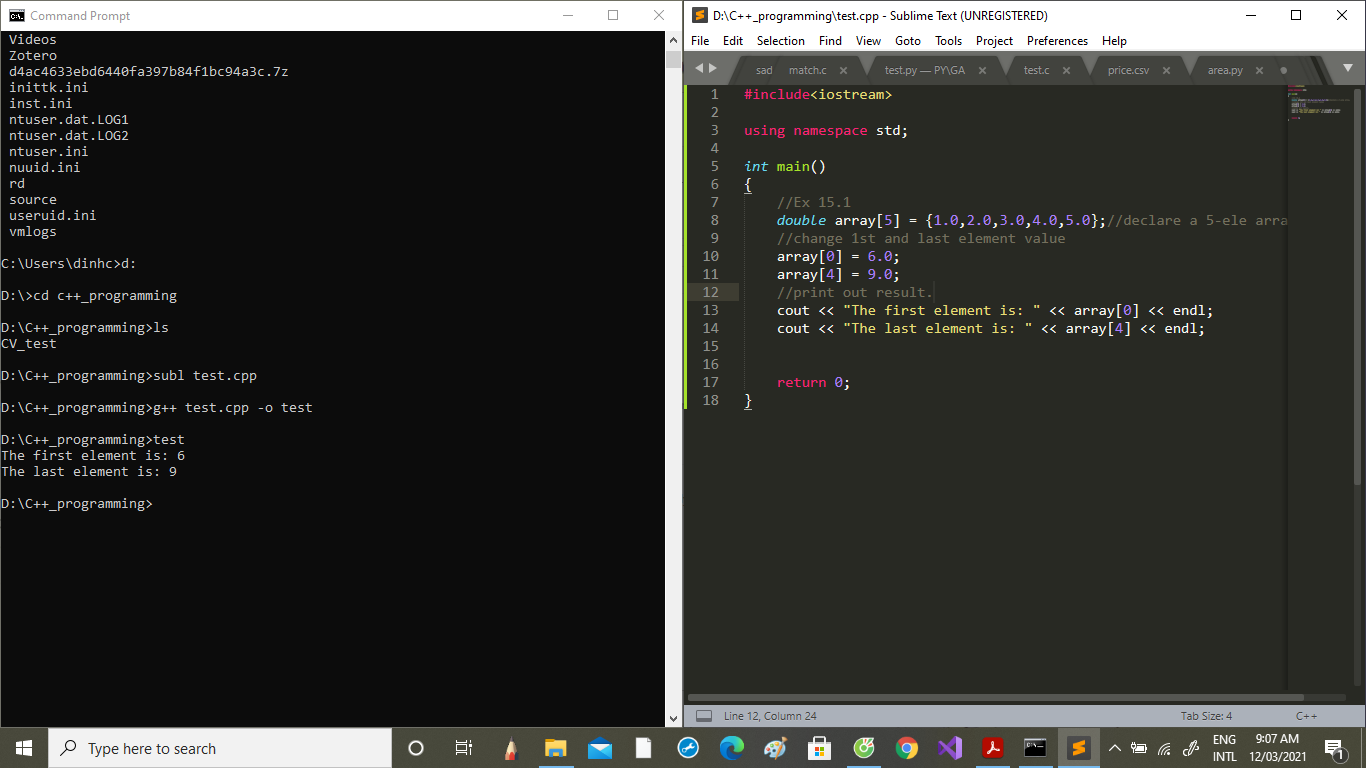 Command Prompt
Videos
Zotero
d4ac4633ebd6440fa397b84f1bc94a3c.7z
inittk.ini
inst.ini
ntuser.dat.LOG1
ntuser.dat.LOG2
ntuser.ini
nuuid.ini
rd
source
useruid.ini
vmlogs
C:\Users\dinhc>d:
D:\>cd c++_programming
D:\C++_programming>ls
CV_test
D:\C++_programming>subl test.cpp
D:\C++_programming>g++ test.cpp -o test
D:\C++_programming>test
The first element is: 6
The last element is: 9
D:\C++_programming>
D:\C++_programming\test.cpp - Sublime Text (UNREGISTERED)
File Edit Selection Find View Goto Tools Project Preferences Help
sad match.c test.py — PY\GA test.c price.csv area.py
1 #include<iostream>
2
3 using namespace std;
4
5 int main()
6 {
7 //Ex 15.1
8 double array[5] = {1.0,2.0,3.0,4.0,5.0};//declare a 5-ele arra
9 //change 1st and last element value
10 array[0] = 6.0;
11 array[4] = 9.0;
12 //print out result.
13 cout << "The first element is: " << array[0] << endl;
14 cout << "The last element is: " << array[4] << endl;
15
16
17 return 0;
18 }
Line 12, Column 24 Tab Size: 4 C++
Type here to search
ENG
INTL
9:07 AM
12/03/2021
1